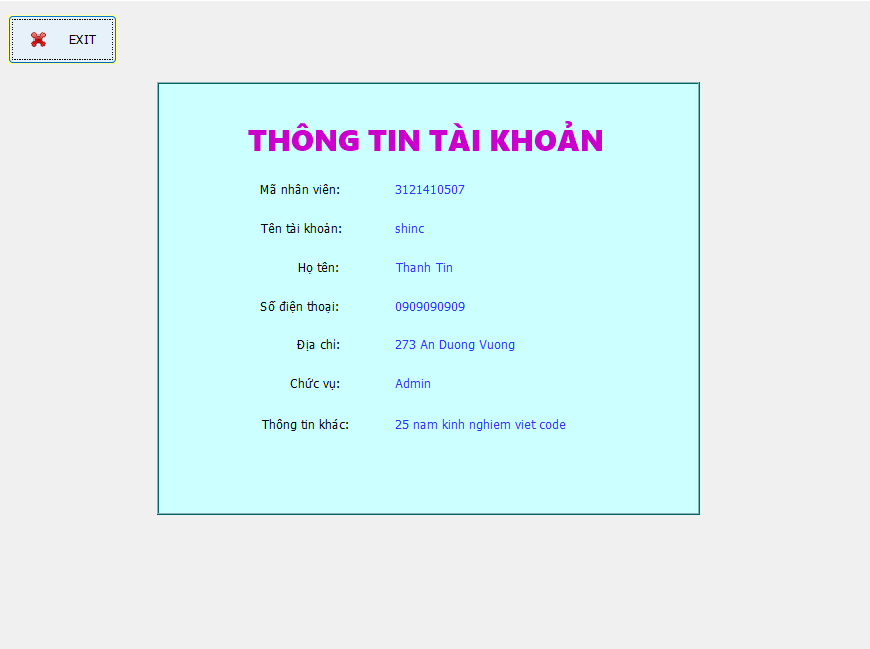 EXIT
THÔNG TIN TÀI KHOẢN
Mã nhân viên: 3121410507
Tên tài khoản: shinc
Họ tên: Thanh Tin
Số điện thoại: 0909090909
Địa chỉ: 273 An Duong Vuong
Chức vụ: Admin
Thông tin khác: 25 nam kinh nghiem viet code